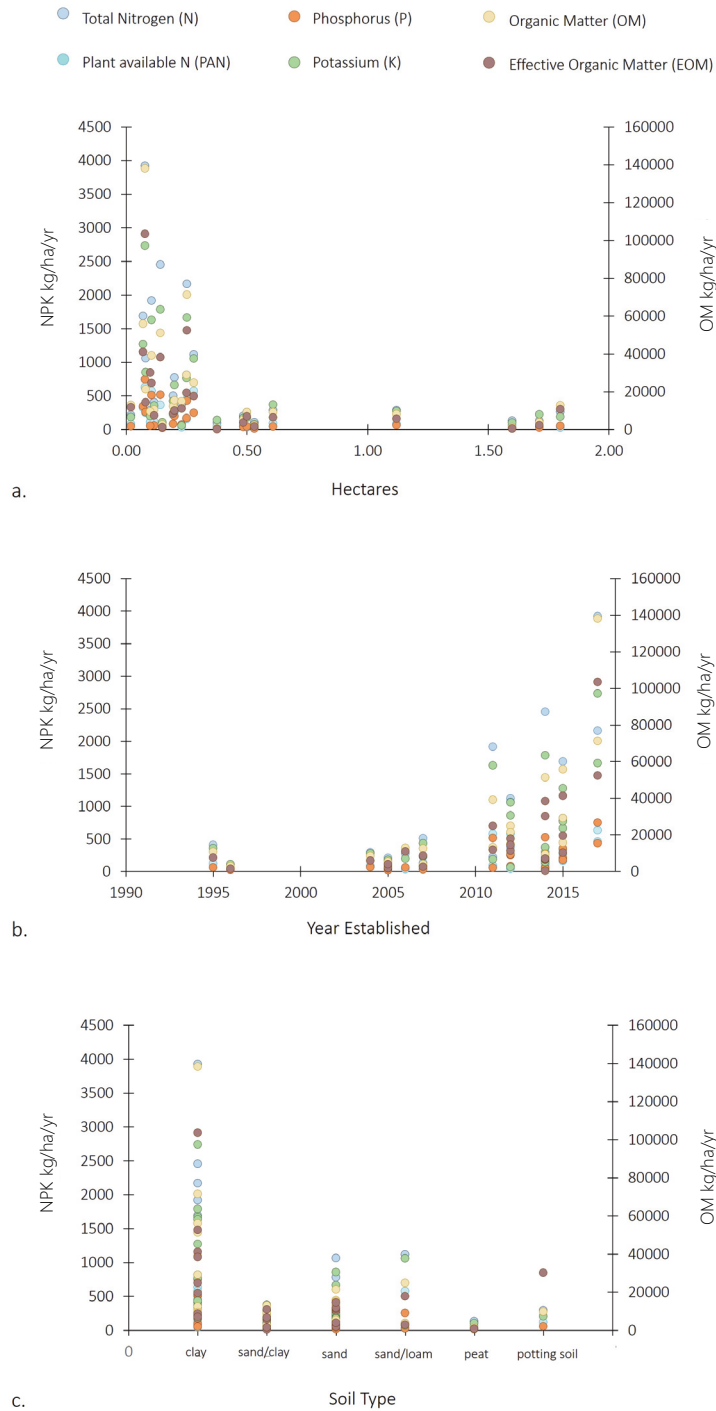 Total Nitrogen (N) Phosphorus (P) Organic Matter (OM)
Plant available N (PAN) Potassium (K) Effective Organic Matter (EOM)
4500 160000
4000 140000
3500 120000
3000 100000
2500 80000
2000
1500 60000
1000 40000
500 20000
0 0
NPK kg/ha/yr
OM kg/ha/yr
0.00 0.50 1.00 1.50 2.00
a. Hectares
4500 160000
4000 140000
3500 120000
3000 100000
2500 80000
2000
1500 60000
1000 40000
500 20000
0 0
NPK kg/ha/yr
OM kg/ha/yr
1990 1995 2000 2005 2010 2015
b. Year Established
4500 160000
4000 140000
3500 120000
3000 100000
2500 80000
2000
1500 60000
1000 40000
500 20000
0 0
NPK kg/ha/yr
OM kg/ha/yr
0 clay sand/clay sand sand/loam peat potting soil
c. Soil Type